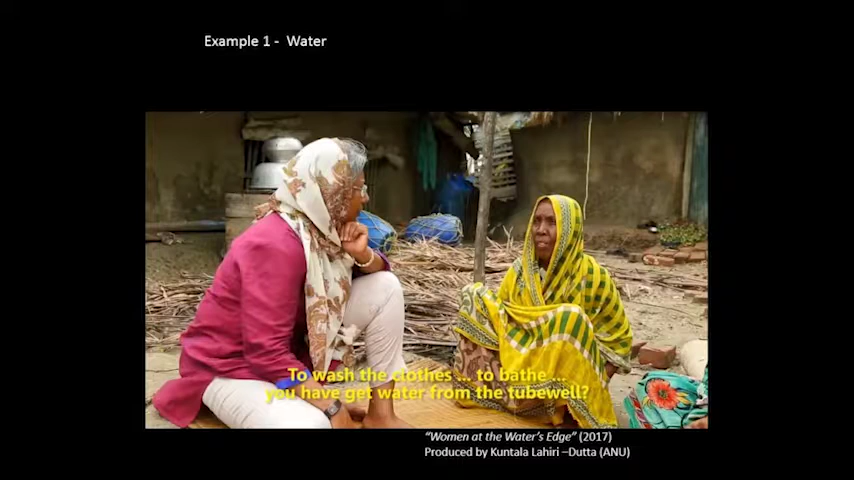 Example 1 - Water
To wash the clothes ... to bathe ...
you have get water from the tubewell?
“Women at the Water’s Edge” (2017)
Produced by Kuntala Lahiri –Dutta (ANU)